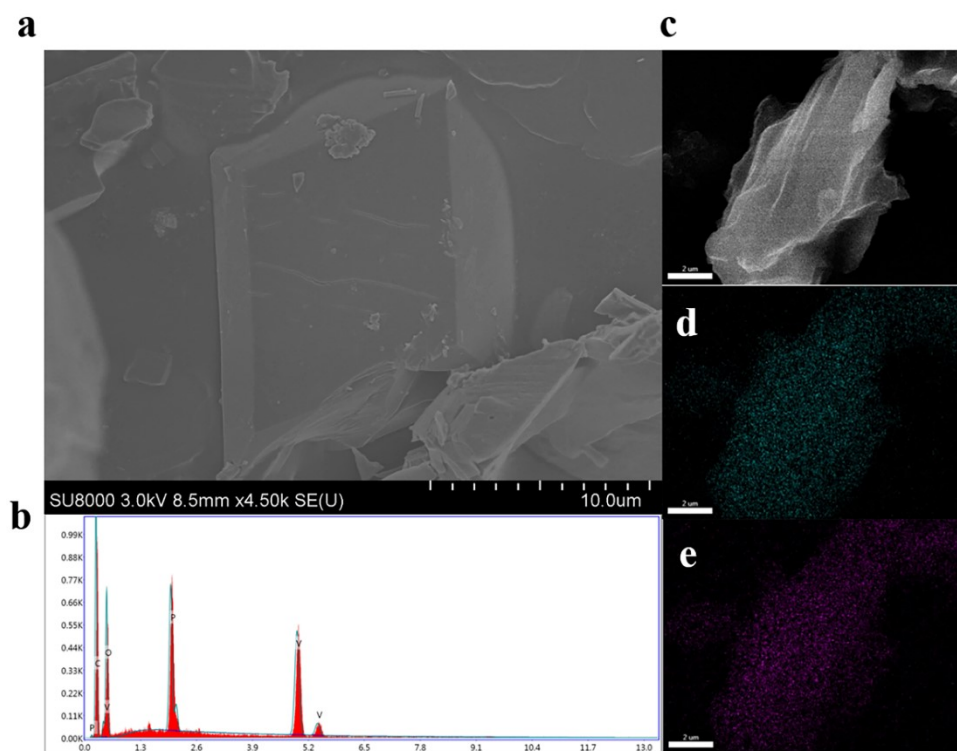 a
SU8000 3.0kV 8.5mm x4.50k SE(U)
10.0um
b
0.99K
0.88K
0.77K
0.66K
0.55K
0.44K
0.33K
0.22K
0.11K
0.00K
P
C
O
V
P
V
V
0.0 1.3 2.6 3.9 5.2 6.5 7.8 9.1 10.4 11.7 13.0
c
2 um
d
2 um
e
2 um